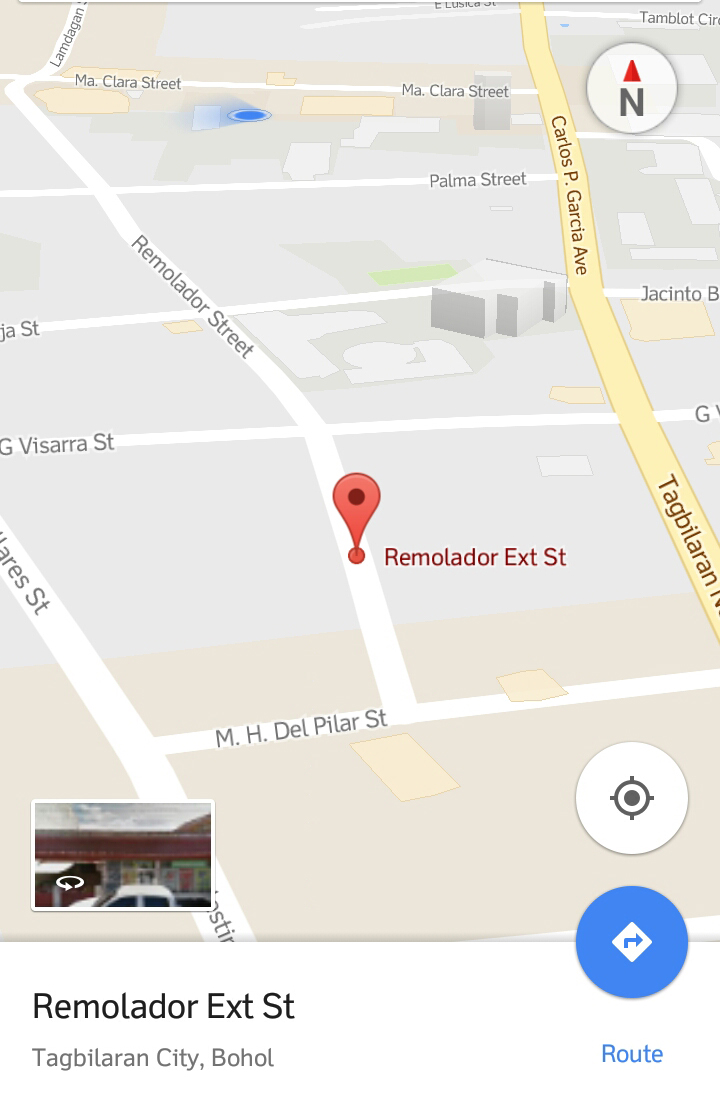 E Lusica St
Tamblot Circ
Lamdagan S
Ma. Clara Street
Ma. Clara Street
N
Carlos P. Garcia Ave
Palma Street
Remolador Street
Jacinto B
ja St
G V
G Visarra St
Tagbilaran N
Remolador Ext St
llares St
M. H. Del Pilar St
Remolador Ext St
Tagbilaran City, Bohol
Route